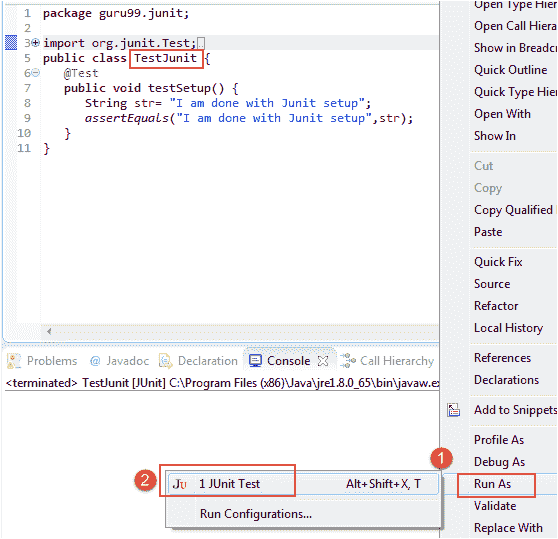 1 package guru99.junit;
2
3 import org.junit.Test;
5 public class TestJunit {
6 @Test
7 public void testSetup() {
8 String str= "I am done with Junit setup";
9 assertEquals("I am done with Junit setup",str);
10 }
11 }
Problems @ Javadoc Declaration Console Call Hierarchy
<terminated> TestJunit [JUnit] C:\Program Files (x86)\Java\jre1.8.0_65\bin\javaw.ex
Open Type Hierarch
Open Call Hierarchy
Show in Breadcr
Quick Outline
Quick Type Hier
Open With
Show In
Cut
Copy
Copy Qualified
Paste
Quick Fix
Source
Refactor
Local History
References
Declarations
Add to Snippets
Profile As
Debug As
1
Run As
Validate
Replace With
2 JU 1 JUnit Test Alt+Shift+X, T
Run Configurations...